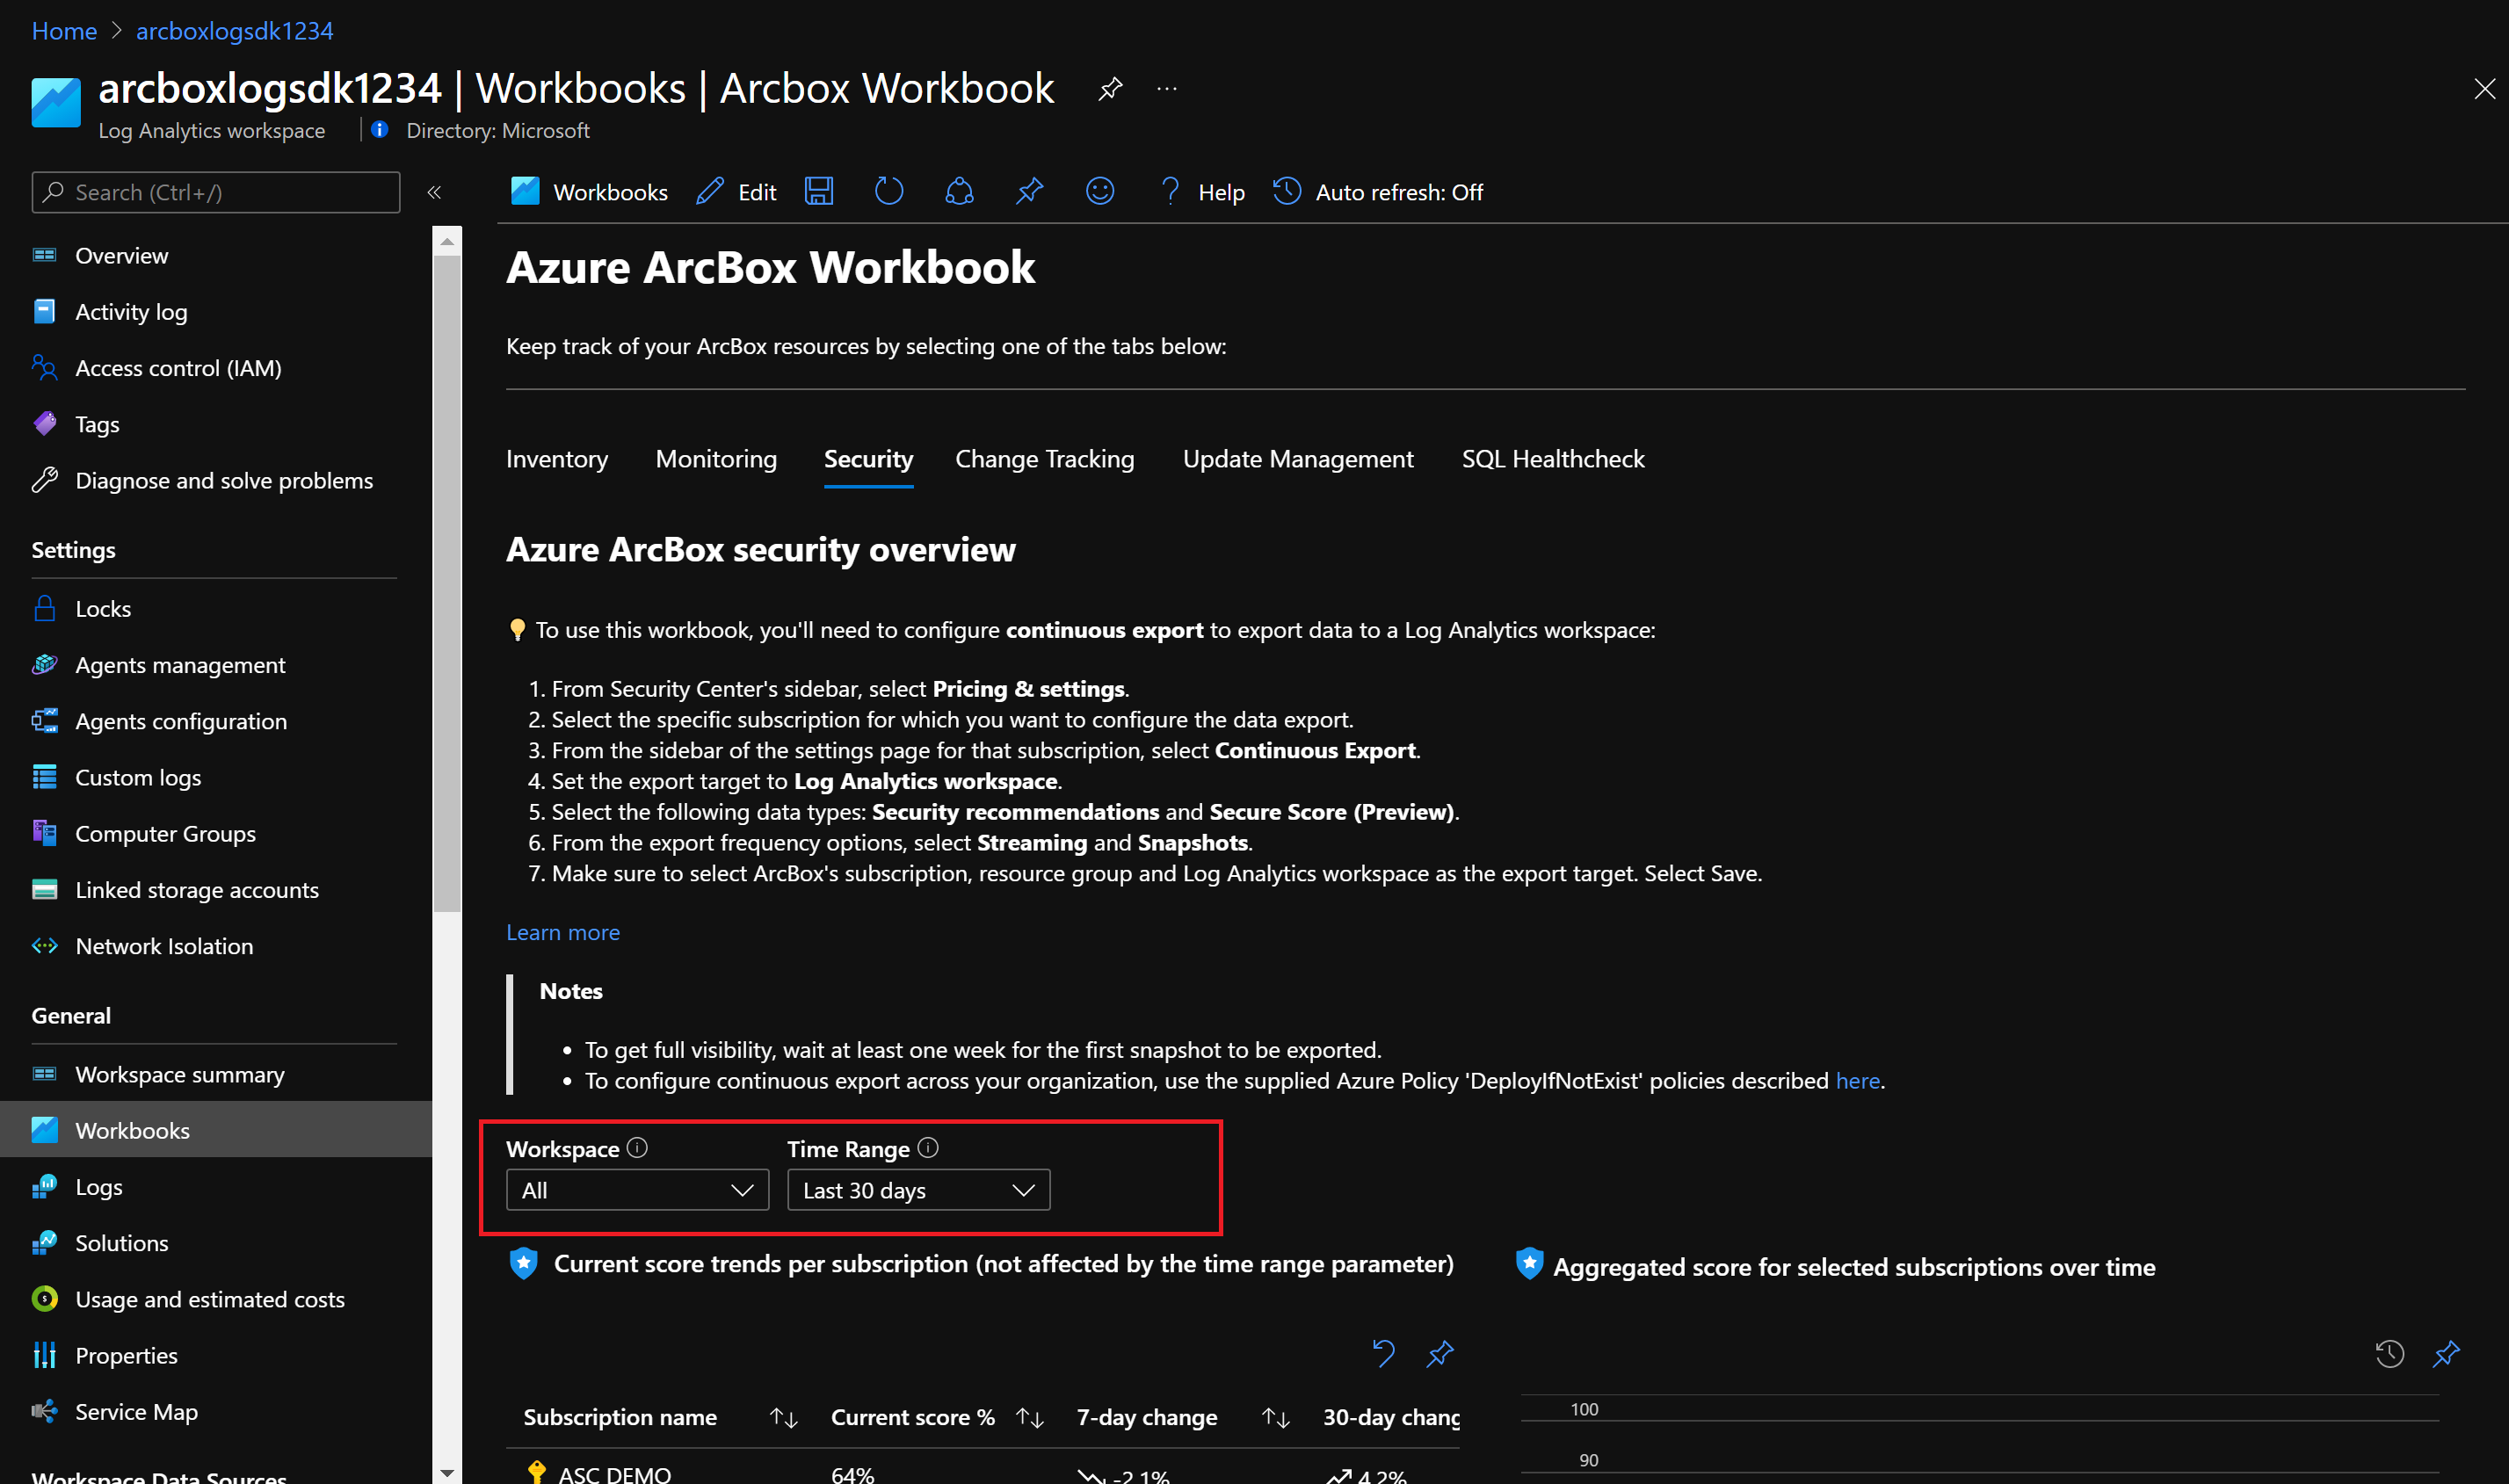 Home > arcboxlogsdk1234
arcboxlogsdk1234 | Workbooks | Arcbox Workbook ...
Log Analytics workspace | Directory: Microsoft
Search (Ctrl+/)
Overview
Activity log
Access control (IAM)
Tags
Diagnose and solve problems
Settings
Locks
Agents management
Agents configuration
Custom logs
Computer Groups
Linked storage accounts
Network Isolation
General
Workspace summary
Workbooks
Logs
Solutions
Usage and estimated costs
Properties
Service Map
Workspace Data Sources
Workbooks Edit Help Auto refresh: Off
Azure ArcBox Workbook
Keep track of your ArcBox resources by selecting one of the tabs below:
Inventory Monitoring Security Change Tracking Update Management SQL Healthcheck
Azure ArcBox security overview
To use this workbook, you'll need to configure continuous export to export data to a Log Analytics workspace:
1. From Security Center's sidebar, select Pricing & settings.
2. Select the specific subscription for which you want to configure the data export.
3. From the sidebar of the settings page for that subscription, select Continuous Export.
4. Set the export target to Log Analytics workspace.
5. Select the following data types: Security recommendations and Secure Score (Preview).
6. From the export frequency options, select Streaming and Snapshots.
7. Make sure to select ArcBox's subscription, resource group and Log Analytics workspace as the export target. Select Save.
Learn more
Notes
• To get full visibility, wait at least one week for the first snapshot to be exported.
• To configure continuous export across your organization, use the supplied Azure Policy 'DeployIfNotExist' policies described here.
Workspace Time Range
All Last 30 days
Current score trends per subscription (not affected by the time range parameter)
Subscription name Current score % 7-day change 30-day chang
ASC DEMO 64% -2.1% 4.2%
Aggregated score for selected subscriptions over time
100
90